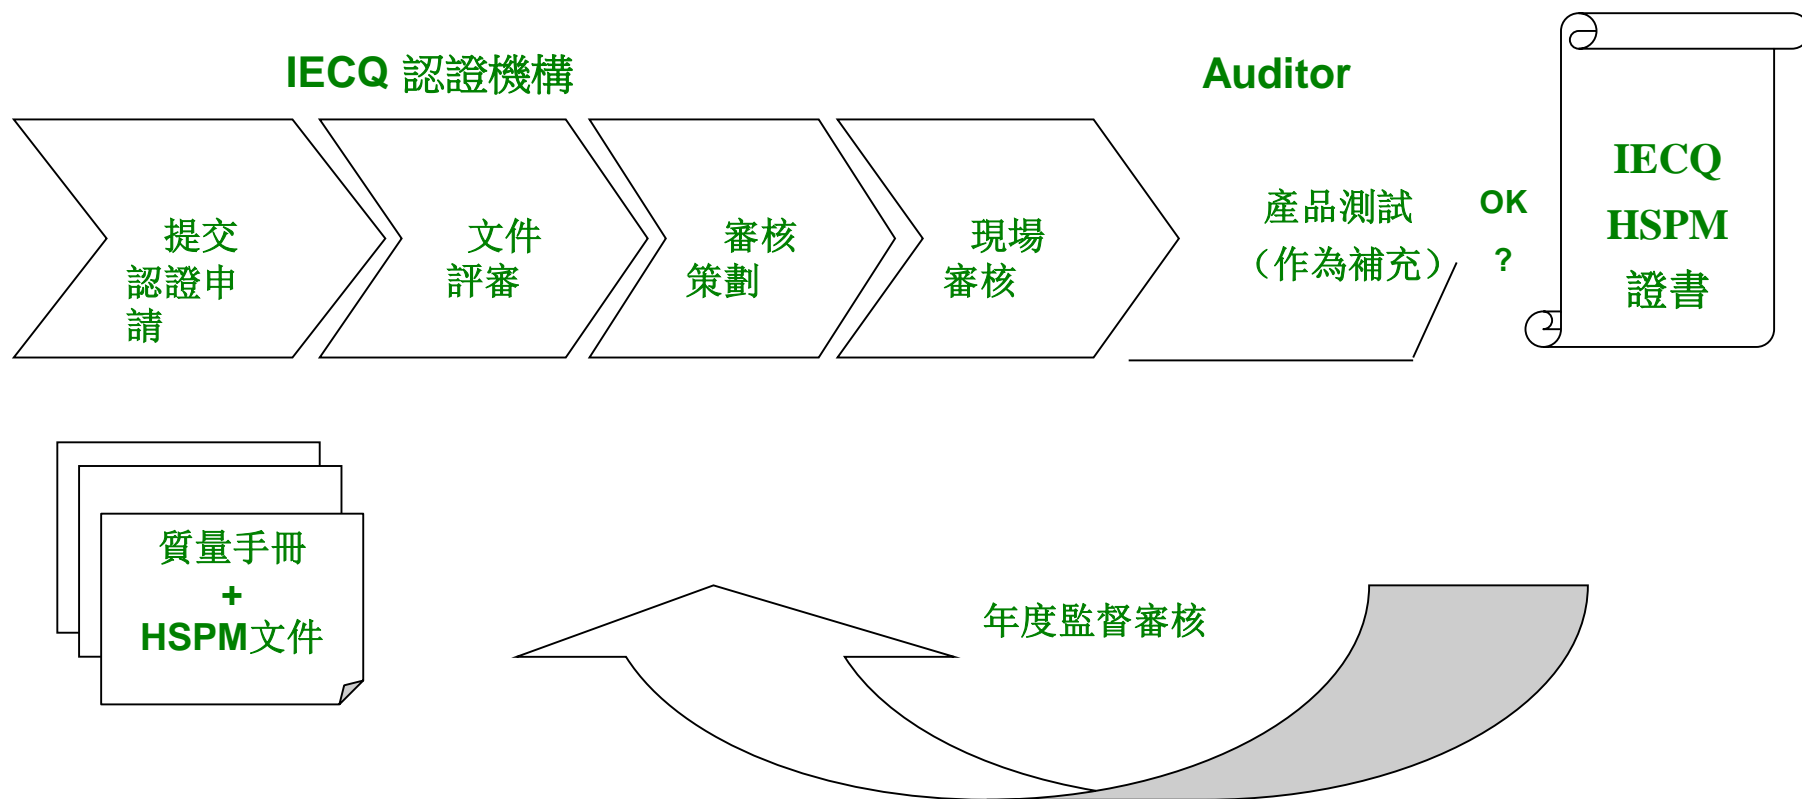 IECQ 認證機構
Auditor
提交
認證申
請
文件
評審
審核
策劃
現場
審核
產品測試
（作為補充）
OK
?
IECQ
HSPM
證書
質量手冊
+
HSPM文件
年度監督審核